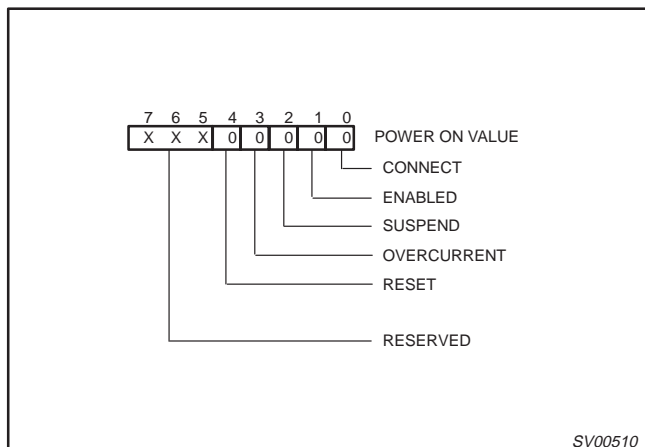 7 6 5 4 3 2 1 0
X X X 0 0 0 0 0 POWER ON VALUE
CONNECT
ENABLED
SUSPEND
OVERCURRENT
RESET
RESERVED
SV00510